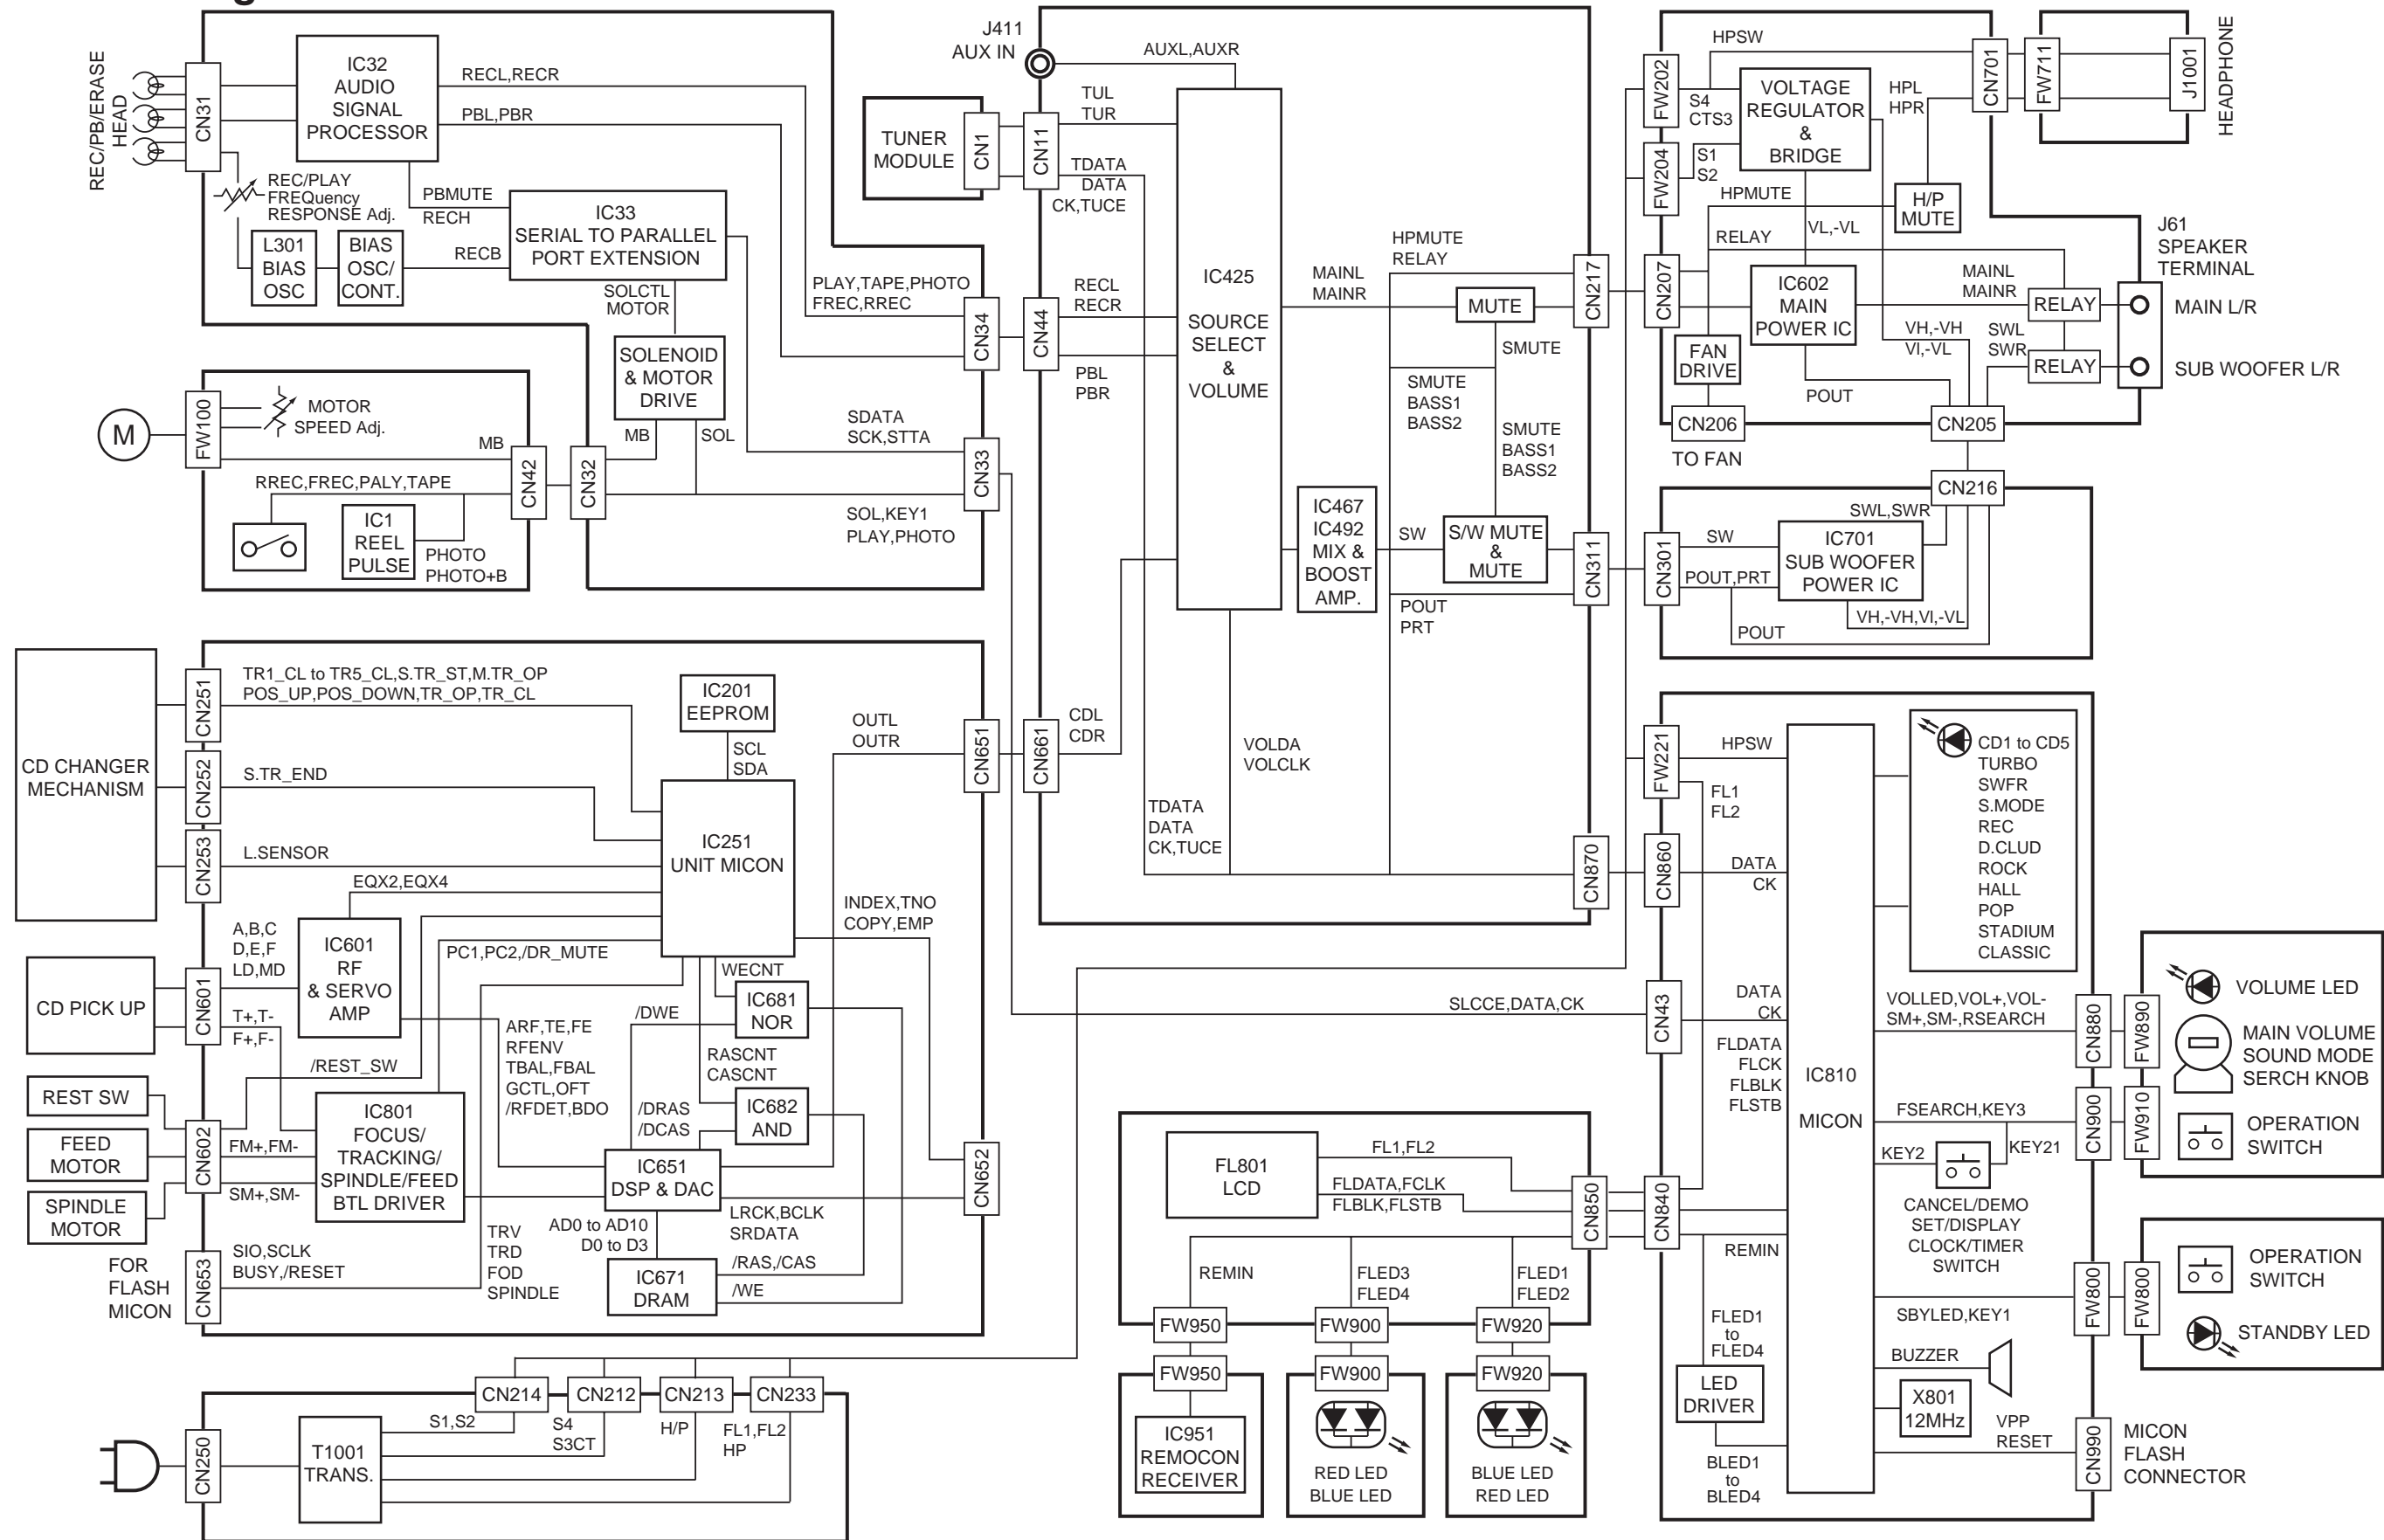 g
REC/PB/ERASE
HEAD
CN31
IC32
AUDIO
SIGNAL
PROCESSOR
RECL,RECR
PBL,PBR
REC/PLAY
FREQuency
RESPONSE Adj.
PBMUTE
RECH
L301
BIAS
OSC
BIAS
OSC/
CONT.
RECB
IC33
SERIAL TO PARALLEL
PORT EXTENSION
SOLCTL
MOTOR
PLAY,TAPE,PHOTO
FREC,RREC
CN34
SOLENOID
& MOTOR
DRIVE
MB
SOL
SDATA
SCK,STTA
CN33
SOL,KEY1
PLAY,PHOTO
M
FW100
MOTOR
SPEED Adj.
MB
CN42
CN32
RREC,FREC,PALY,TAPE
IC1
REEL
PULSE
PHOTO
PHOTO+B
J411
AUX IN
AUXL,AUXR
TUNER
MODULE
CN1
CN11
TUL
TUR
TDATA
DATA
CK,TUCE
CN44
RECL
RECR
PBL
PBR
IC425
SOURCE
SELECT
&
VOLUME
HPMUTE
RELAY
MAINL
MAINR
MUTE
CN217
SMUTE
SMUTE
BASS1
BASS2
SMUTE
BASS1
BASS2
IC467
IC492
MIX &
BOOST
AMP.
SW
S/W MUTE
&
MUTE
CN311
POUT
PRT
CN661
CDL
CDR
VOLDA
VOLCLK
TDATA
DATA
CK,TUCE
CN870
FW202
HPSW
S4
CTS3
FW204
S1
S2
VOLTAGE
REGULATOR
&
BRIDGE
HPL
HPR
CN701
FW711
J1001
HEADPHONE
HPMUTE
H/P
MUTE
RELAY
VL,-VL
CN207
IC602
MAIN
POWER IC
MAINL
MAINR
RELAY
RELAY
J61
SPEAKER
TERMINAL
MAIN L/R
SUB WOOFER L/R
FAN
DRIVE
VH,-VH
VI,-VL
SWL
SWR
POUT
CN206
TO FAN
CN205
CN216
CN301
SW
SWL,SWR
IC701
SUB WOOFER
POWER IC
POUT,PRT
VH,-VH,VI,-VL
POUT
CD CHANGER
MECHANISM
CN251
TR1_CL to TR5_CL,S.TR_ST,M.TR_OP
POS_UP,POS_DOWN,TR_OP,TR_CL
CN252
S.TR_END
CN253
L.SENSOR
IC201
EEPROM
SCL
SDA
OUTL
OUTR
CN651
IC251
UNIT MICON
EQX2,EQX4
INDEX,TNO
COPY,EMP
CD PICK UP
A,B,C
D,E,F
LD,MD
CN601
T+,T-
F+,F-
IC601
RF
& SERVO
AMP
PC1,PC2,/DR_MUTE
WECNT
IC681
NOR
/DWE
ARF,TE,FE
RFENV
TBAL,FBAL
GCTL,OFT
/RFDET,BDO
RASCNT
CASCNT
/REST_SW
REST SW
FEED
MOTOR
SPINDLE
MOTOR
CN602
FM+,FM-
SM+,SM-
IC801
FOCUS/
TRACKING/
SPINDLE/FEED
BTL DRIVER
/DRAS
/DCAS
IC682
AND
IC651
DSP & DAC
CN652
LRCK,BCLK
SRDATA
AD0 to AD10
D0 to D3
TRV
TRD
FOD
SPINDLE
IC671
DRAM
/RAS,/CAS
/WE
FOR
FLASH
MICON
CN653
SIO,SCLK
BUSY,/RESET
CN250
T1001
TRANS.
CN214
CN212
CN213
CN233
S1,S2
S4
S3CT
H/P
FL1,FL2
HP
SLCCE,DATA,CK
FL801
LCD
FL1,FL2
FLDATA,FCLK
FLBLK,FLSTB
CN850
REMIN
FLED3
FLED4
FLED1
FLED2
FW950
FW900
FW920
FW950
FW900
FW920
IC951
REMOCON
RECEIVER
RED LED
BLUE LED
BLUE LED
RED LED
FW221
HPSW
FL1
FL2
CN860
DATA
CK
CN43
DATA
CK
FLDATA
FLCK
FLBLK
FLSTB
CN840
REMIN
FLED1
to
FLED4
LED
DRIVER
BLED1
to
BLED4
IC810
MICON
CD1 to CD5
TURBO
SWFR
S.MODE
REC
D.CLUD
ROCK
HALL
POP
STADIUM
CLASSIC
VOLLED,VOL+,VOL-
SM+,SM-,RSEARCH
CN880
FW890
FSEARCH,KEY3
CN900
FW910
KEY2
KEY21
CANCEL/DEMO
SET/DISPLAY
CLOCK/TIMER
SWITCH
VOLUME LED
MAIN VOLUME
SOUND MODE
SERCH KNOB
OPERATION
SWITCH
SBYLED,KEY1
FW800
FW800
OPERATION
SWITCH
STANDBY LED
BUZZER
X801
12MHz
VPP
RESET
CN990
MICON
FLASH
CONNECTOR